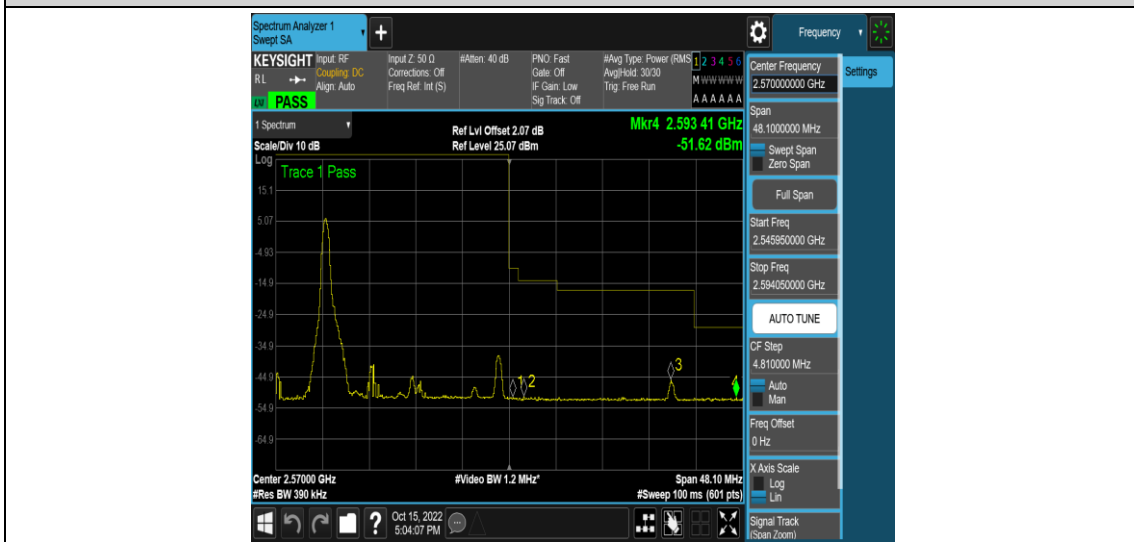 Spectrum Analyzer 1
Swept SA
+
Frequency
KEYSIGHT
RL
PASS
Input: RF
Coupling: DC
Align: Auto
Input Z: 50 Ω
Corrections: Off
Freq Ref: Int (S)
#Atten: 40 dB
PNO: Fast
Gate: Off
IF Gain: Low
Sig Track: Off
#Avg Type: Power (RMS
Avg|Hold: 30/30
Trig: Free Run
1 2 3 4 5 6
M W W W W W
A A A A A A
1 Spectrum
Scale/Div 10 dB
Ref Lvl Offset 2.07 dB
Ref Level 25.07 dBm
Mkr4 2.593 41 GHz
-51.62 dBm
Log
Trace 1 Pass
15.1
5.07
-4.93
-14.9
-24.9
-34.9
-44.9
-54.9
-64.9
1
2
3
4
Center 2.57000 GHz
#Res BW 390 kHz
#Video BW 1.2 MHz*
Span 48.10 MHz
#Sweep 100 ms (601 pts)
Center Frequency
2.570000000 GHz
Settings
Span
48.1000000 MHz
Swept Span
Zero Span
Full Span
Start Freq
2.545950000 GHz
Stop Freq
2.594050000 GHz
AUTO TUNE
CF Step
4.810000 MHz
Auto
Man
Freq Offset
0 Hz
X Axis Scale
Log
Lin
Signal Track
(Span Zoom)
?
Oct 15, 2022
5:04:07 PM